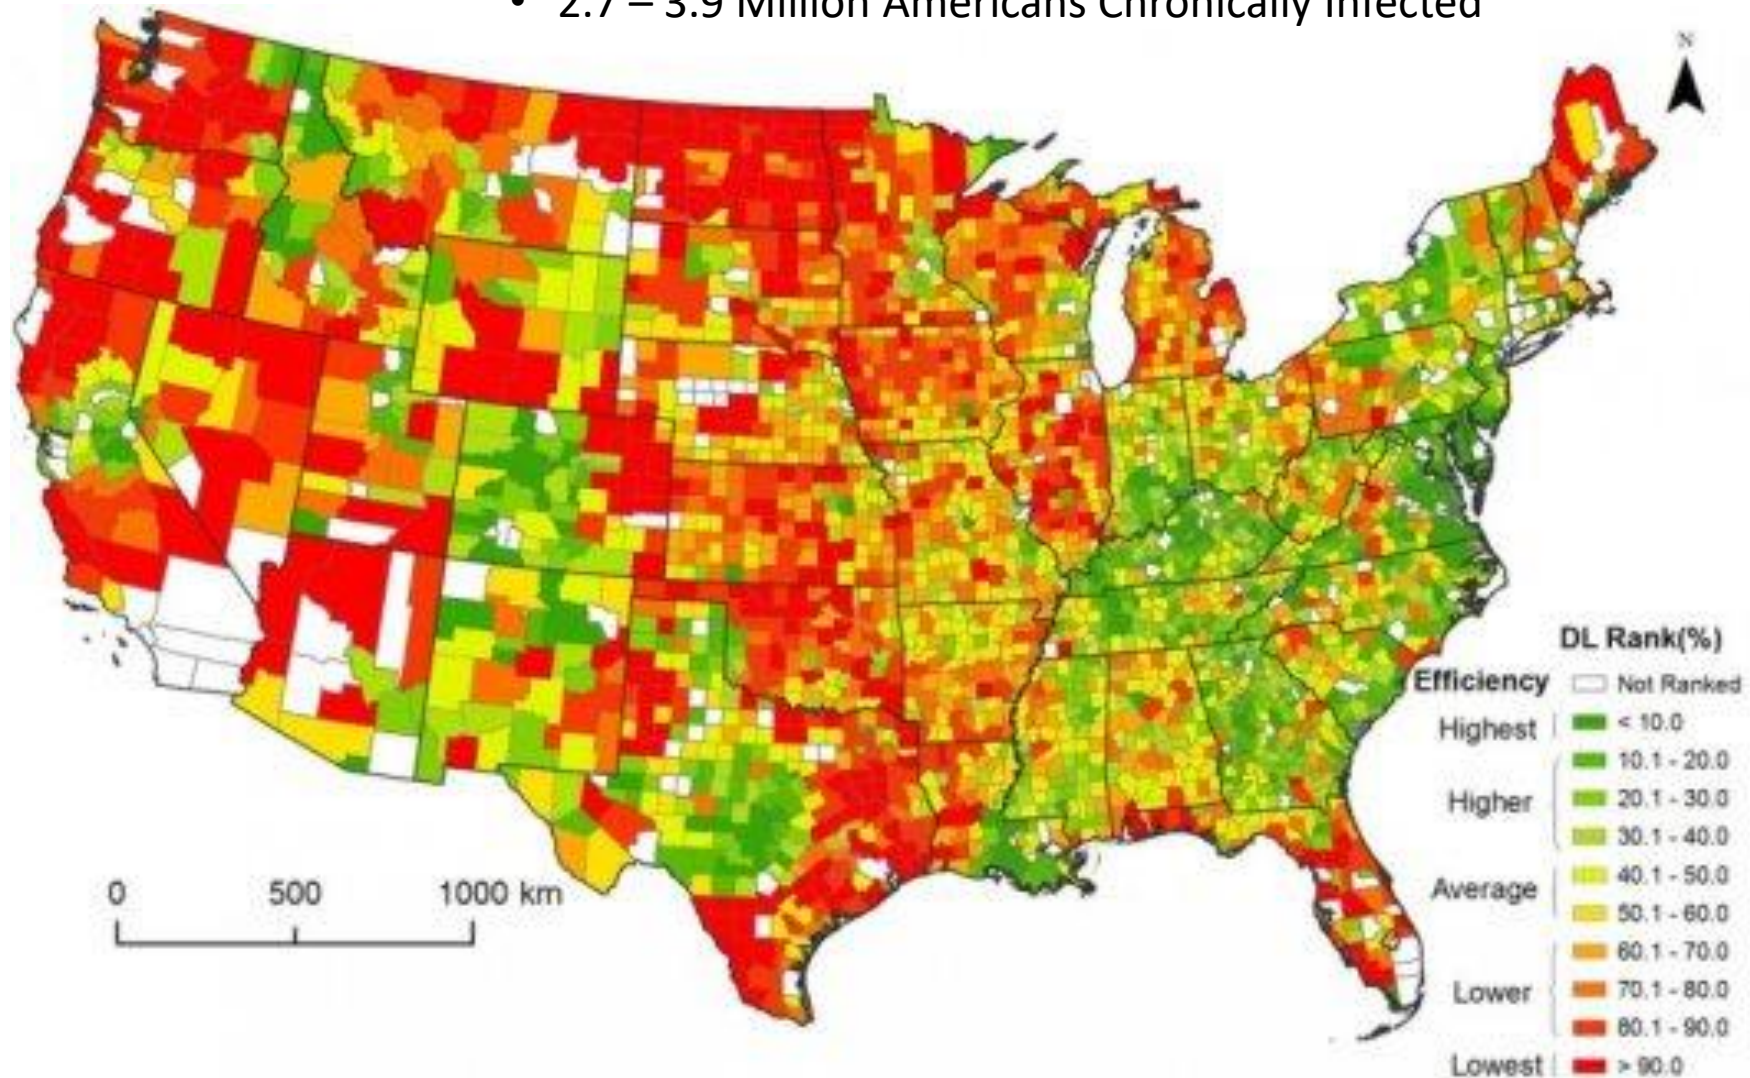 • 2.7 – 3.9 Million Americans Chronically Infected
N
DL Rank(%)
Efficiency
Not Ranked
Highest
< 10.0
10.1 - 20.0
Higher
20.1 - 30.0
30.1 - 40.0
Average
40.1 - 50.0
50.1 - 60.0
60.1 - 70.0
Lower
70.1 - 80.0
80.1 - 90.0
Lowest
> 90.0
0 500 1000 km